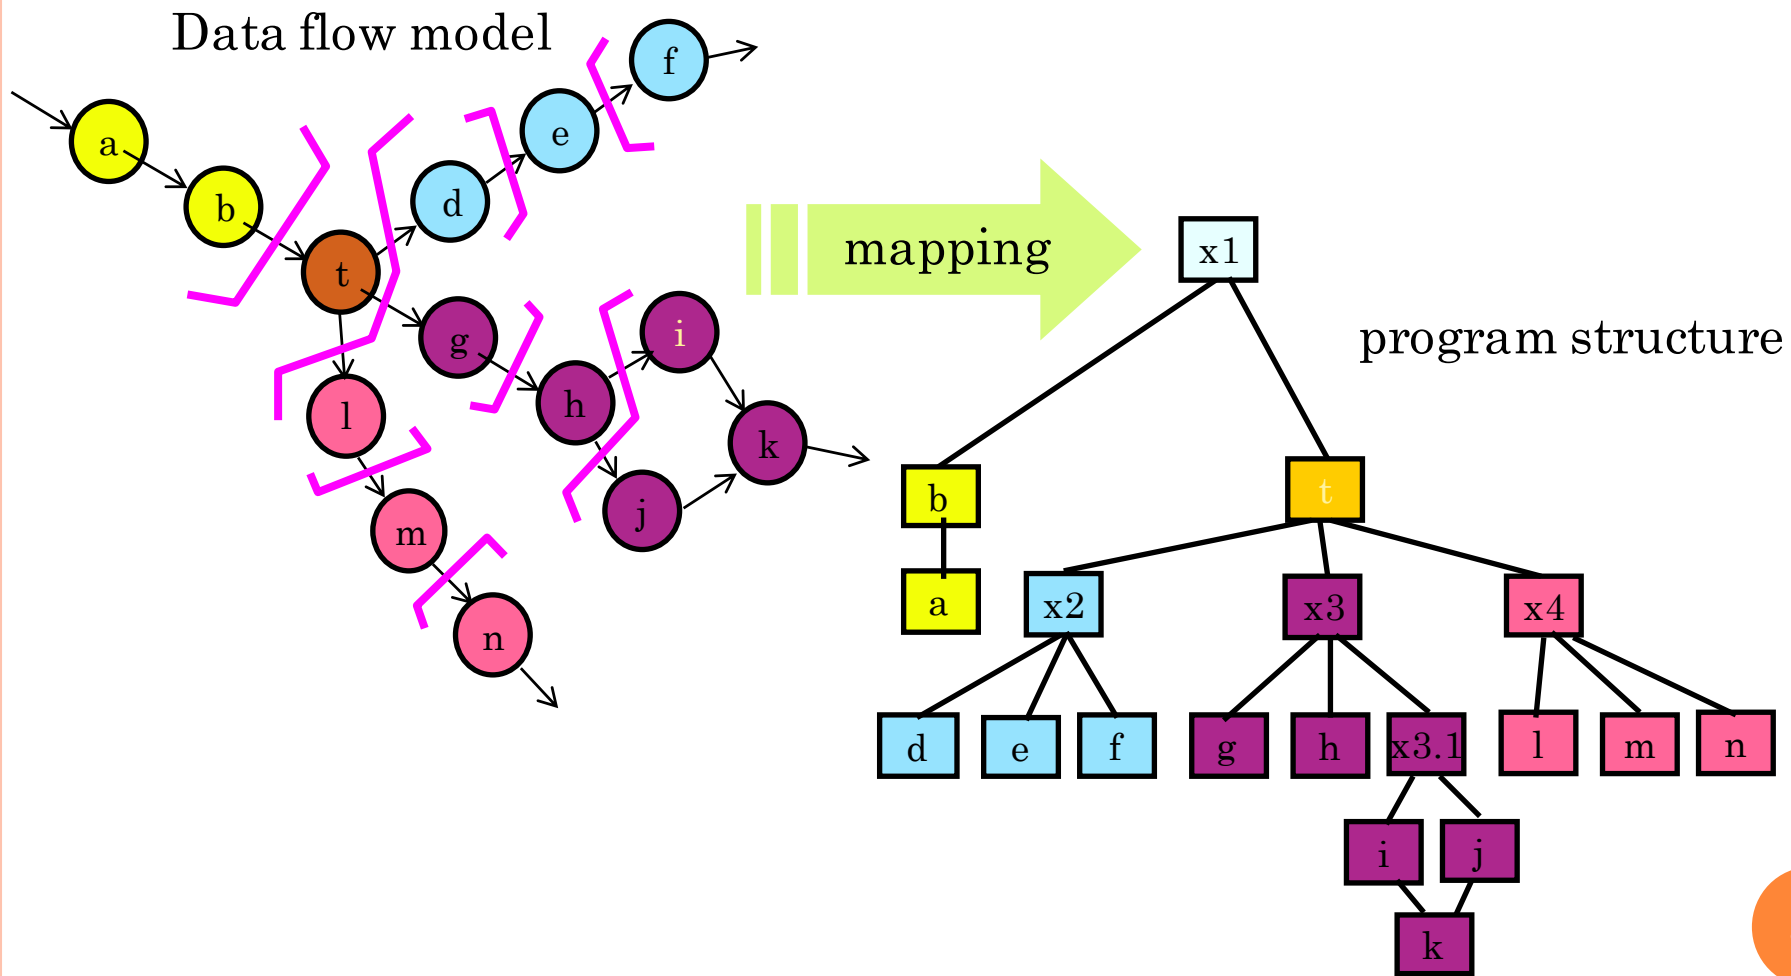 Data flow model
f
a
e
b
d
t
g
i
l
h
k
m
j
n
mapping
x1
program structure
b
t
a
x2
x3
x4
d
e
f
g
h
x3.1
l
m
n
i
j
k